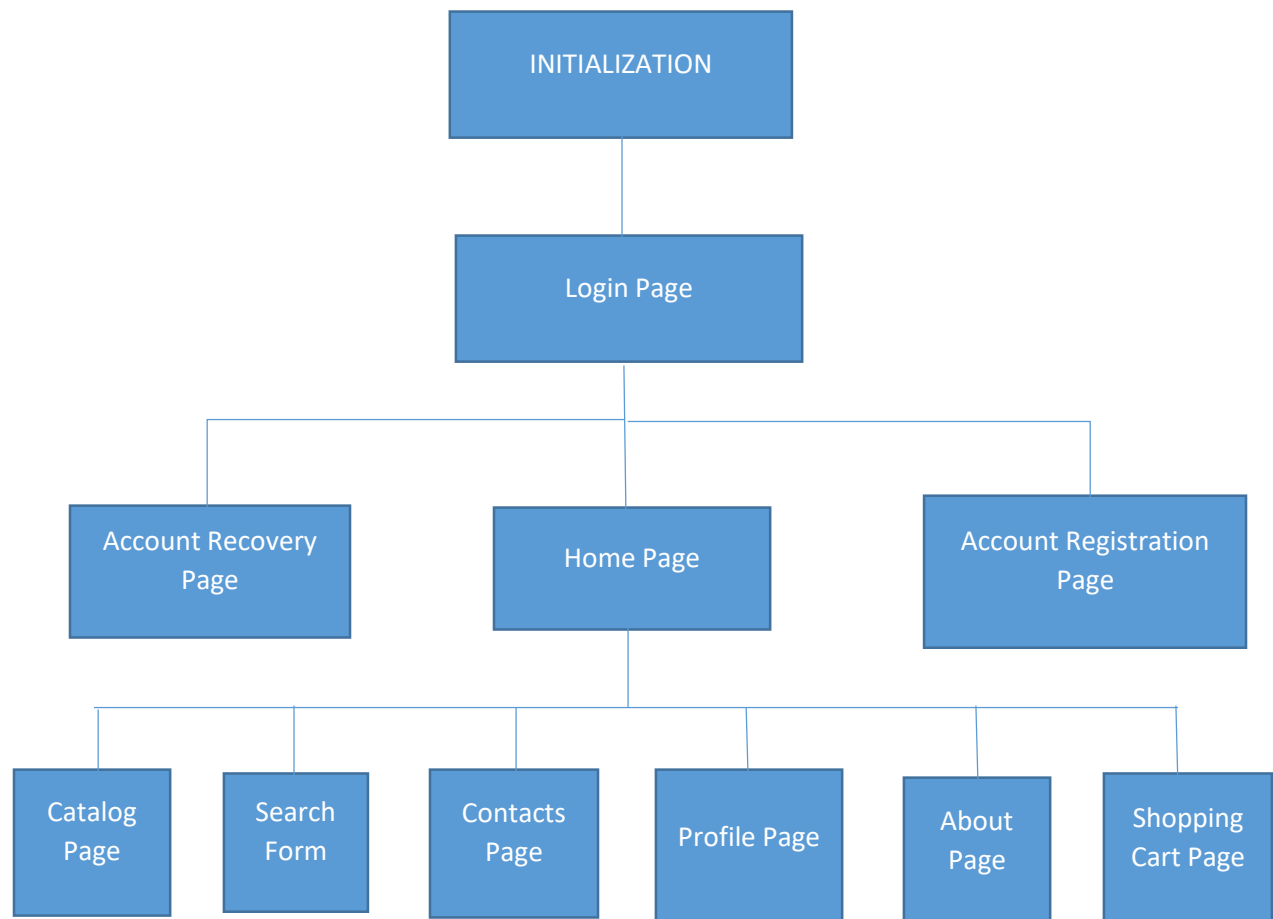 INITIALIZATION
Login Page
Account Recovery
Page
Home Page
Account Registration
Page
Catalog
Page
Search
Form
Contacts
Page
Profile Page
About
Page
Shopping
Cart Page